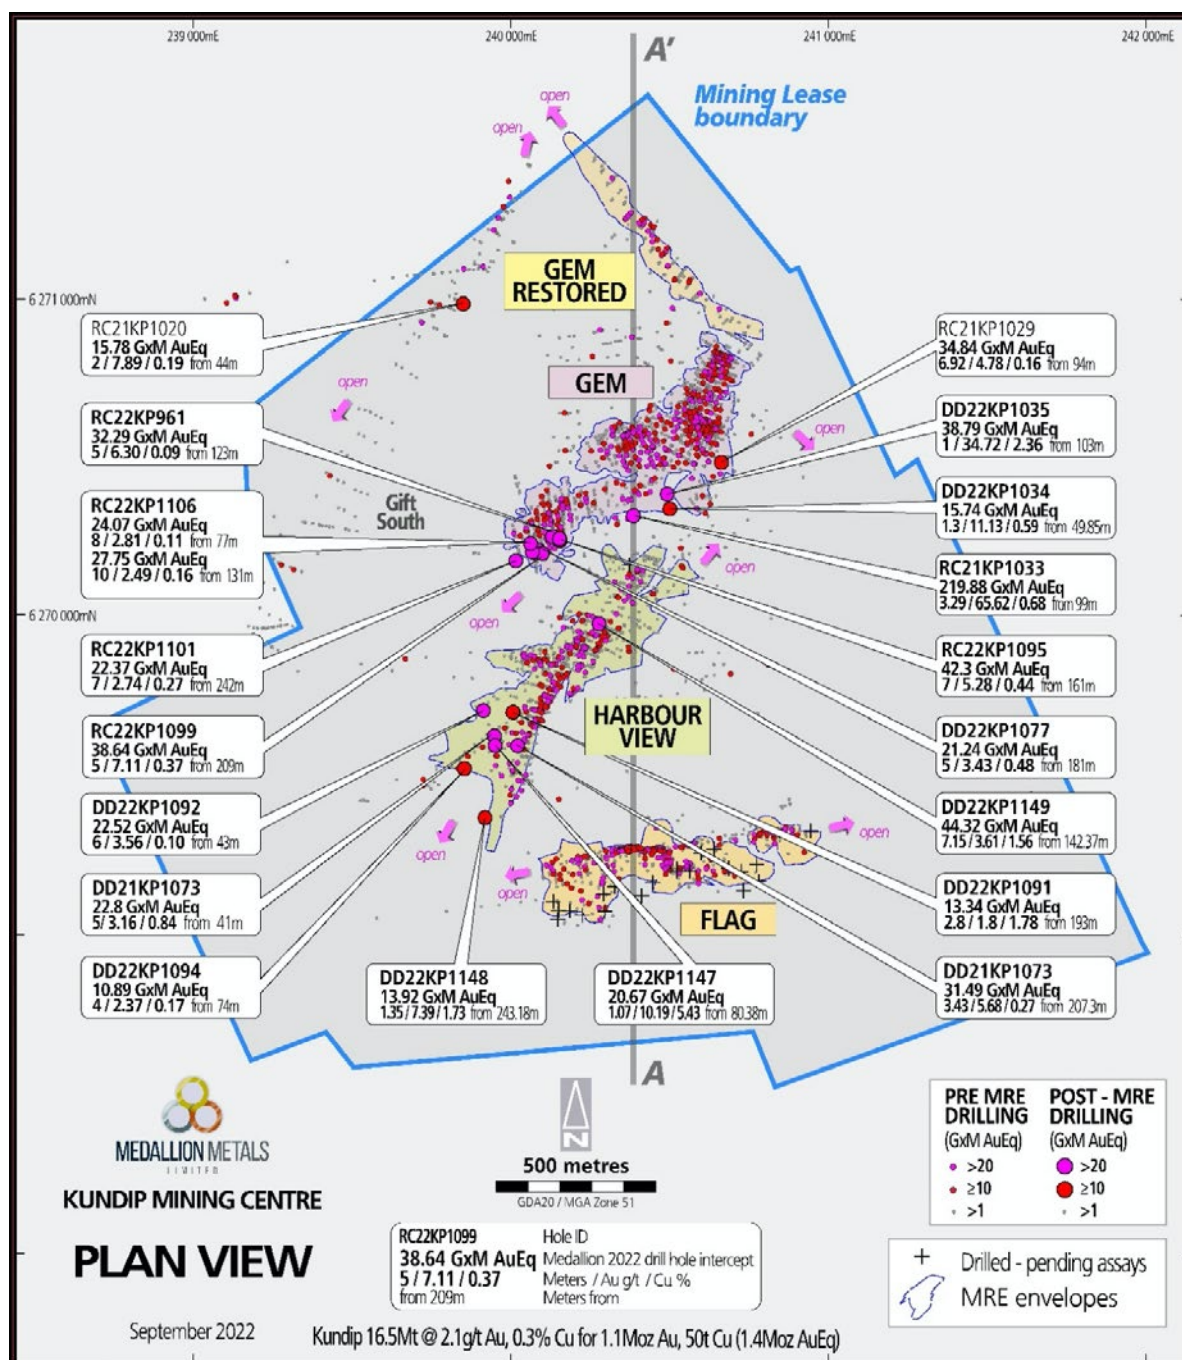 239 000mE
240 000mE
241 000mE
242 000mE
A'
open
Mining Lease
boundary
open
GEM
RESTORED
6 271 000mN
RC21KP1020
15.78 GxM AuEq
2 / 7.89 / 0.19 from 44m
RC21KP1029
34.84 GxM AuEq
6.92 / 4.78 / 0.16 from 94m
GEM
open
RC22KP961
32.29 GxM AuEq
5 / 6.30 / 0.09 from 123m
DD22KP1035
38.79 GxM AuEq
1 / 34.72 / 2.36 from 103m
open
Gift
South
RC22KP1106
24.07 GxM AuEq
8 / 2.81 / 0.11 from 77m
27.75 GxM AuEq
10 / 2.49 / 0.16 from 131m
DD22KP1034
15.74 GxM AuEq
1.3 / 11.13 / 0.59 from 49.85m
RC21KP1033
219.88 GxM AuEq
3.29 / 65.62 / 0.68 from 99m
open
6 270 000mN
open
RC22KP1101
22.37 GxM AuEq
7 / 2.74 / 0.27 from 242m
RC22KP1095
42.3 GxM AuEq
7 / 5.28 / 0.44 from 161m
HARBOUR
VIEW
RC22KP1099
38.64 GxM AuEq
5 / 7.11 / 0.37 from 209m
DD22KP1077
21.24 GxM AuEq
5 / 3.43 / 0.48 from 181m
DD22KP1092
22.52 GxM AuEq
6 / 3.56 / 0.10 from 43m
DD22KP1149
44.32 GxM AuEq
7.15 / 3.61 / 1.56 from 142.37m
open
open
DD21KP1073
22.8 GxM AuEq
5/ 3.16 / 0.84 from 41m
open
FLAG
DD22KP1091
13.34 GxM AuEq
2.8 / 1.8 / 1.78 from 193m
DD22KP1094
10.89 GxM AuEq
4 / 2.37 / 0.17 from 74m
DD22KP1148
13.92 GxM AuEq
1.35 / 7.39 / 1.73 from 243.18m
DD22KP1147
20.67 GxM AuEq
1.07 / 10.19 / 5.43 from 80.38m
DD21KP1073
31.49 GxM AuEq
3.43 / 5.68 / 0.27 from 207.3m
A
MEDALLION METALS
LIMITED
KUNDIP MINING CENTRE
PLAN VIEW
September 2022
N
500 metres
GDA20 / MGA Zone 51
RC22KP1099 Hole ID
38.64 GxM AuEq Medallion 2022 drill hole intercept
5 / 7.11 / 0.37 Meters / Au g/t / Cu %
from 209m Meters from
PRE MRE POST - MRE
DRILLING DRILLING
(GxM AuEq) (GxM AuEq)
>20 >20
≥10 ≥10
>1 >1
+ Drilled - pending assays
MRE envelopes
Kundip 16.5Mt @ 2.1g/t Au, 0.3% Cu for 1.1Moz Au, 50t Cu (1.4Moz AuEq)